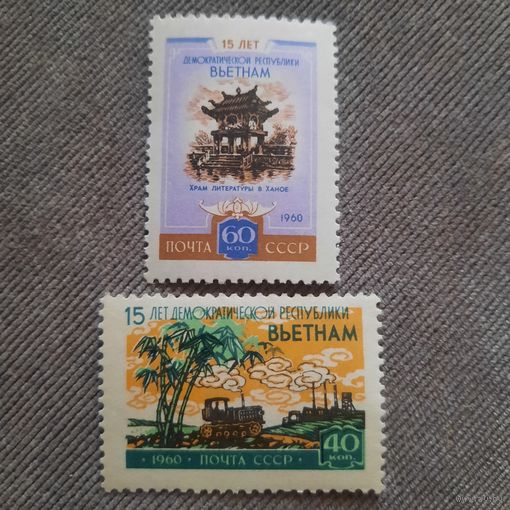 15 ЛЕТ
ДЕМОКРАТИЧЕСКОЙ РЕСПУБЛИКИ
ВЬЕТНАМ
ХРАМ ЛИТЕРАТУРЫ В ХАНОЕ
1960
ПОЧТА 60 КОП. СССР
15 ЛЕТ ДЕМОКРАТИЧЕСКОЙ РЕСПУБЛИКИ
ВЬЕТНАМ
40
КОП.
· 1960 · ПОЧТА СССР ·